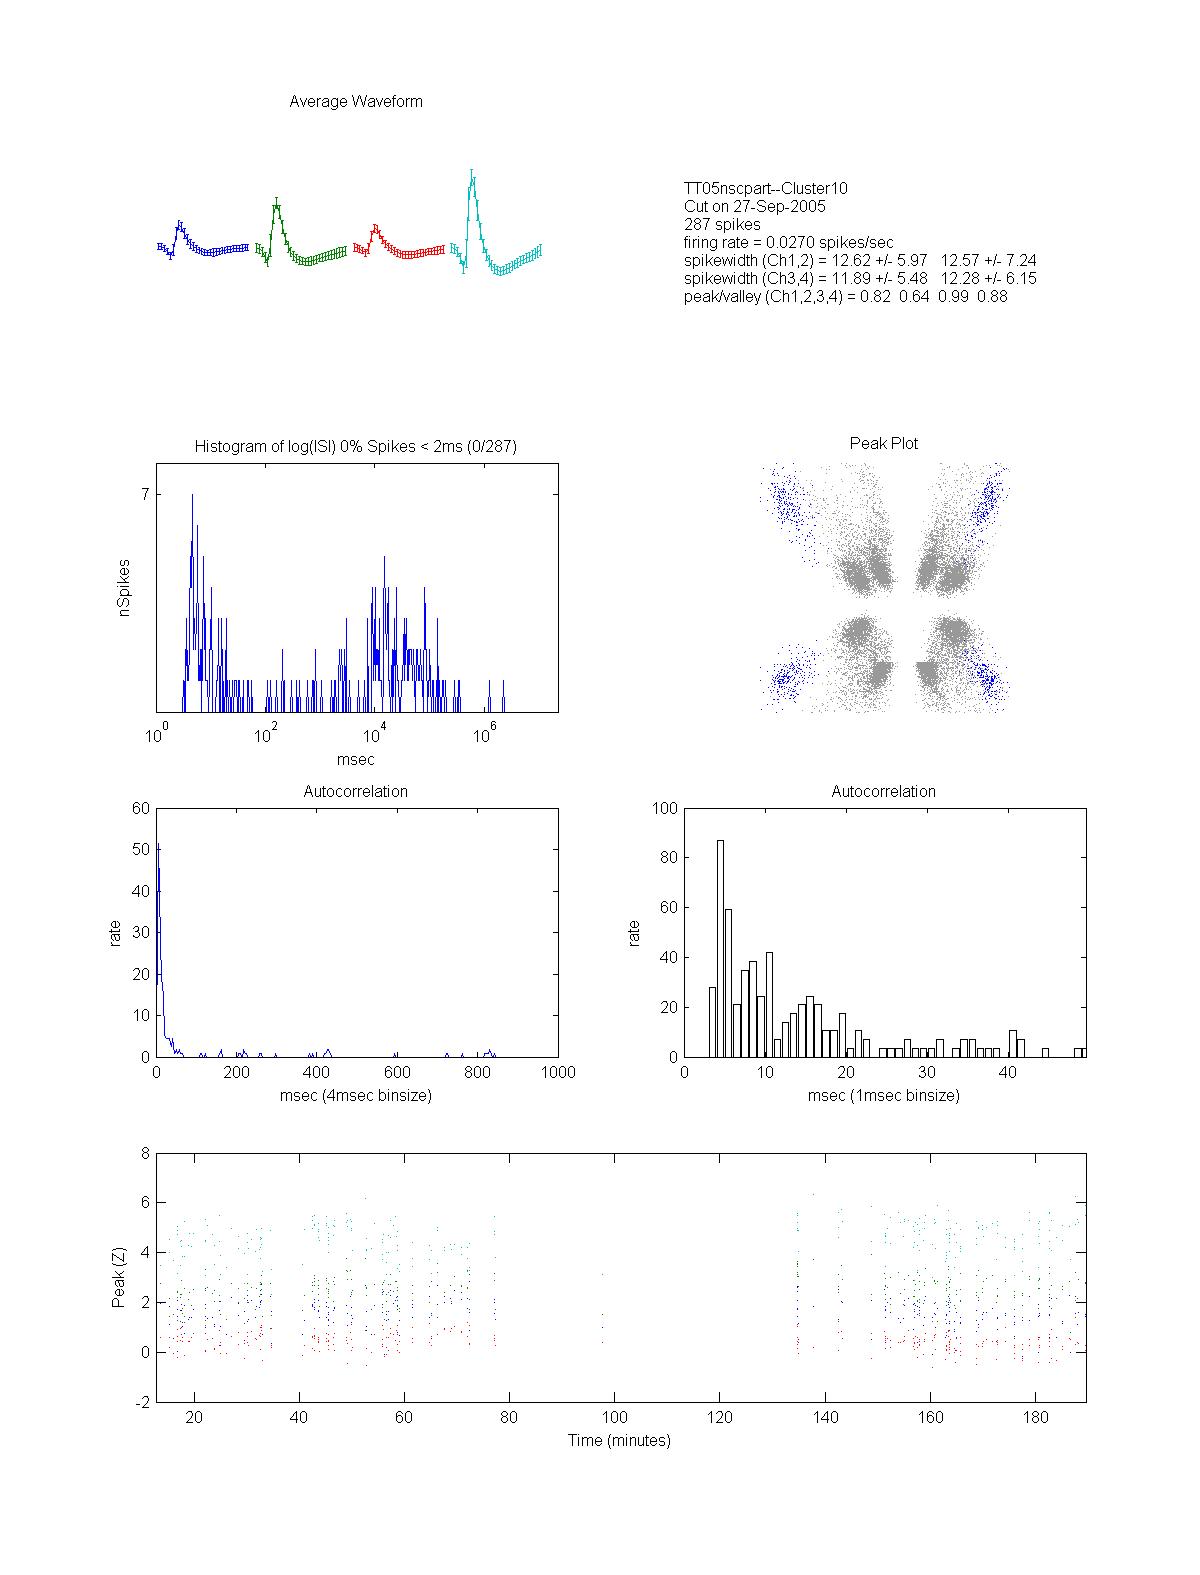 Average Waveform
TT05nscpart--Cluster10
Cut on 27-Sep-2005
287 spikes
firing rate = 0.0270 spikes/sec
spikewidth (Ch1,2) = 12.62 +/- 5.97 12.57 +/- 7.24
spikewidth (Ch3,4) = 11.89 +/- 5.48 12.28 +/- 6.15
peak/valley (Ch1,2,3,4) = 0.82 0.64 0.99 0.88
Histogram of log(ISI) 0% Spikes < 2ms (0/287)
7
nSpikes
10^0 10^2 10^4 10^6
msec
Peak Plot
Autocorrelation
60
50
40
30
20
10
0
rate
0 200 400 600 800 1000
msec (4msec binsize)
Autocorrelation
100
80
60
40
20
0
rate
0 10 20 30 40
msec (1msec binsize)
8
6
4
2
0
-2
Peak (Z)
20 40 60 80 100 120 140 160 180
Time (minutes)